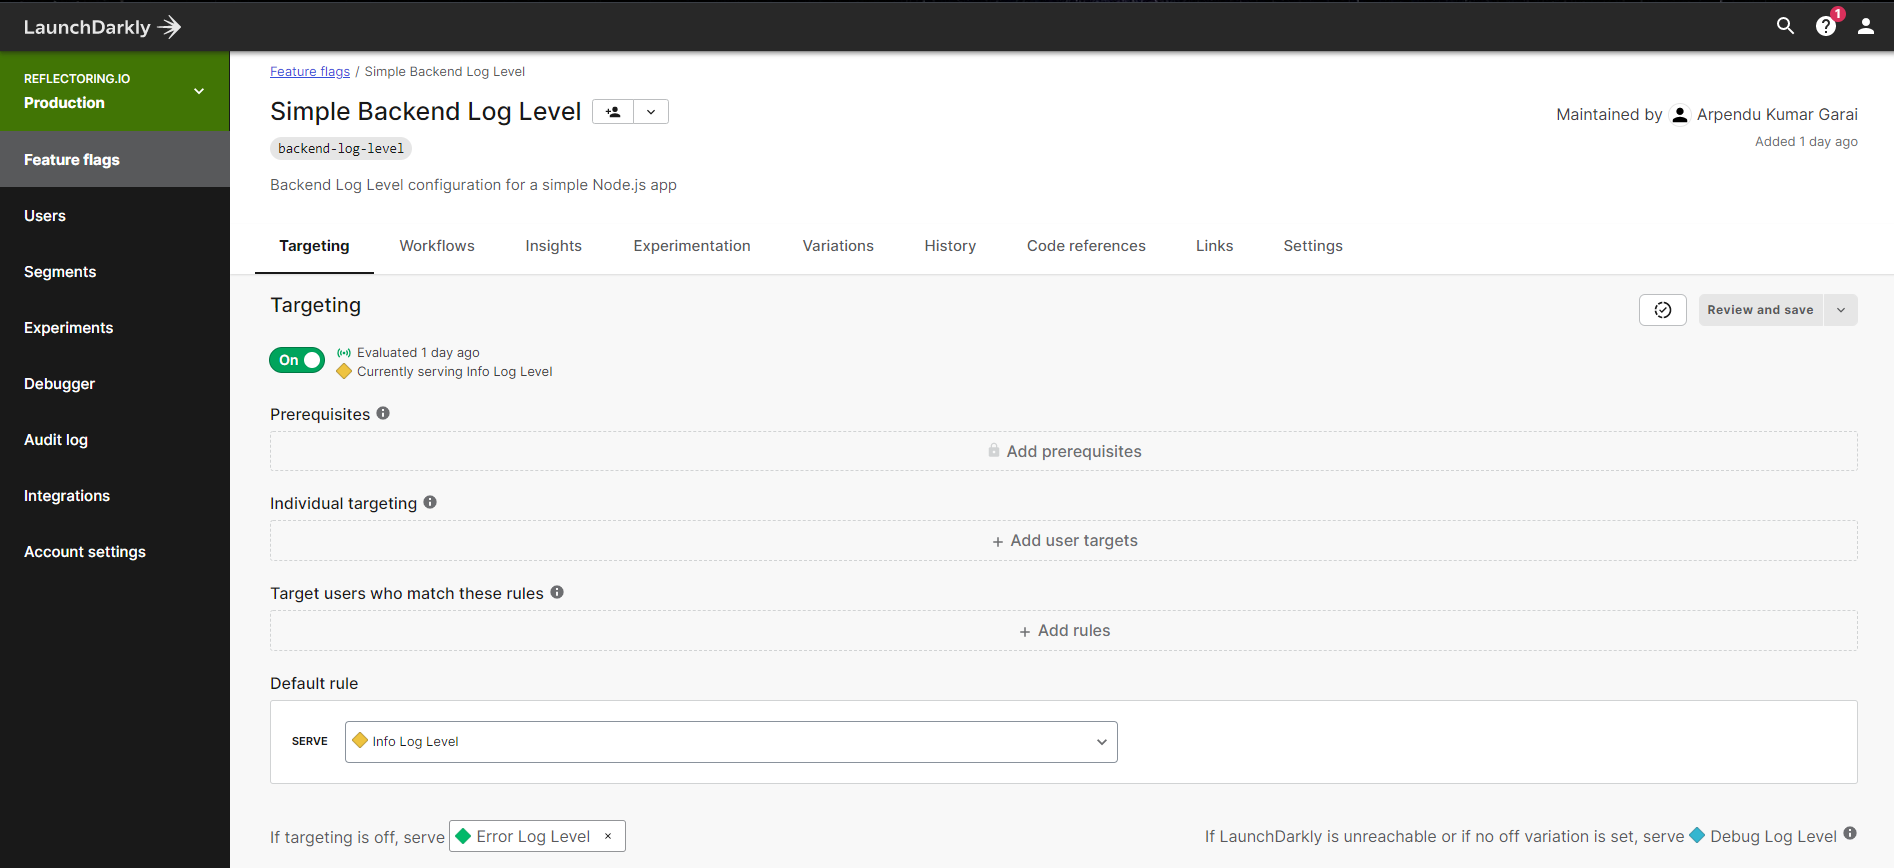 LaunchDarkly
1
REFLECTORING.IO
Production
Feature flags
Users
Segments
Experiments
Debugger
Audit log
Integrations
Account settings
Feature flags / Simple Backend Log Level
Simple Backend Log Level
backend-log-level
Backend Log Level configuration for a simple Node.js app
Maintained by Arpendu Kumar Garai
Added 1 day ago
Targeting Workflows Insights Experimentation Variations History Code references Links Settings
Targeting
Review and save
On
Evaluated 1 day ago
Currently serving Info Log Level
Prerequisites
Add prerequisites
Individual targeting
+ Add user targets
Target users who match these rules
+ Add rules
Default rule
SERVE Info Log Level
If targeting is off, serve Error Log Level ×
If LaunchDarkly is unreachable or if no off variation is set, serve Debug Log Level